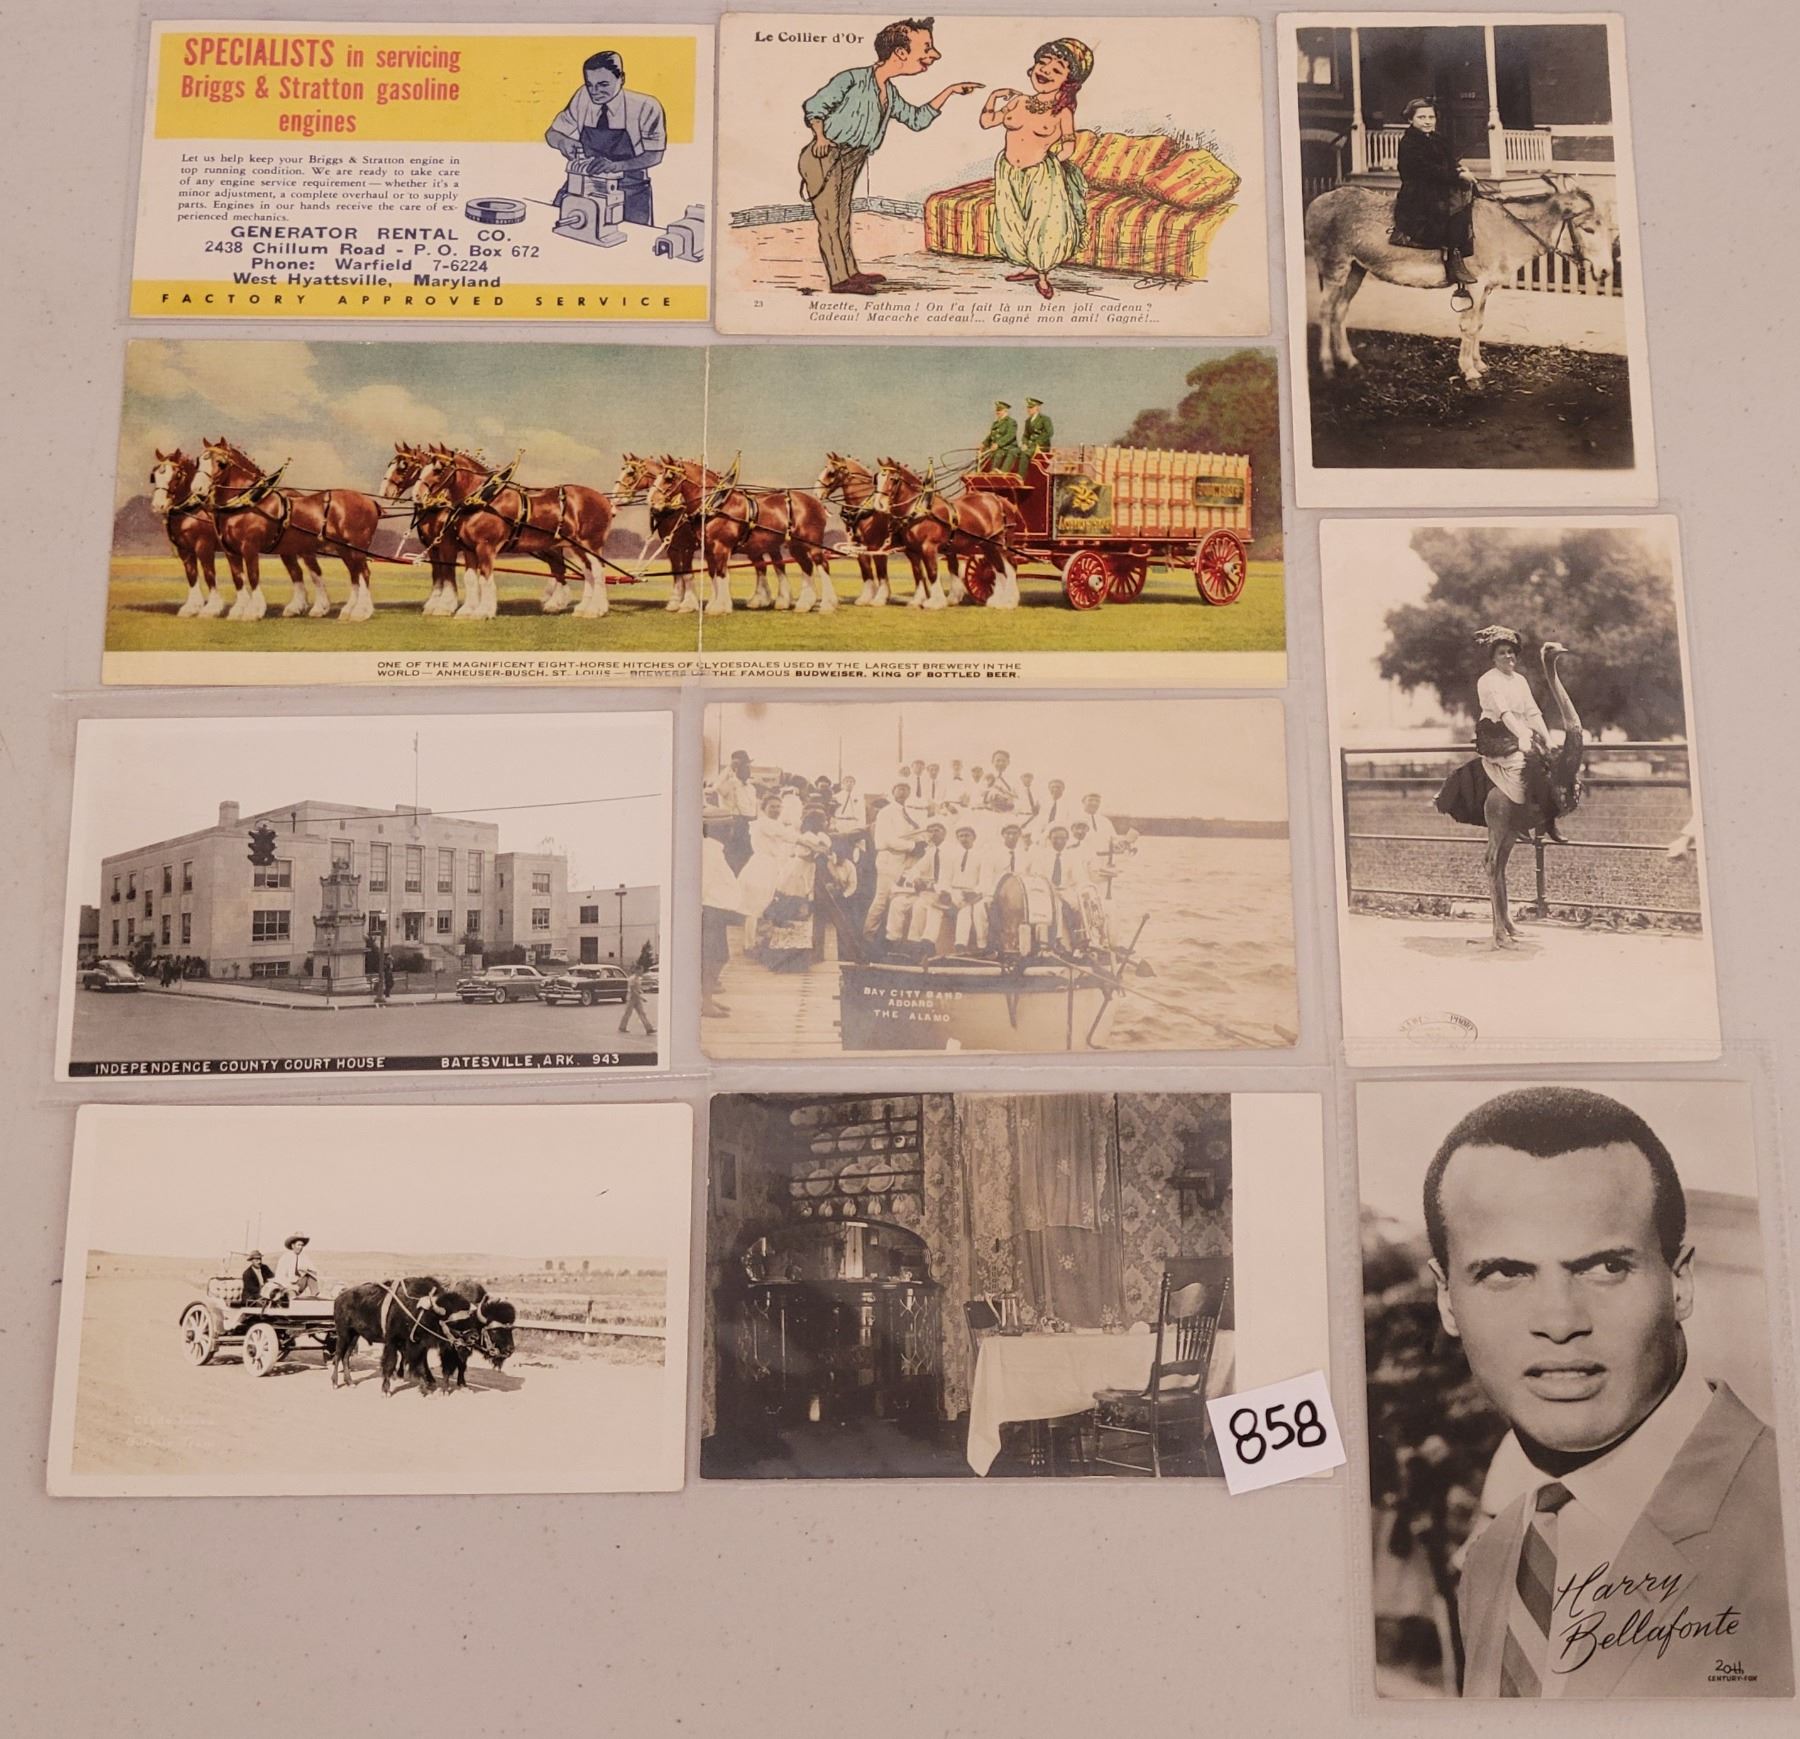 SPECIALISTS in servicing
Briggs & Stratton gasoline
engines
Let us help keep your Briggs & Stratton engine in
top running condition. We are ready to take care
of any engine service requirement — whether it's a
minor adjustment, a complete overhaul or to supply
parts. Engines in our hands receive the care of ex-
perienced mechanics.
GENERATOR RENTAL CO.
2438 Chillum Road - P. O. Box 672
Phone: Warfield 7-6224
West Hyattsville, Maryland
FACTORY APPROVED SERVICE
Le Collier d'Or
23
Mazette, Fathma! On t'a fait là un bien joli cadeau?
Cadeau! Macache cadeau!... Gagné mon ami! Gagné!...
BUDWEISER
ONE OF THE MAGNIFICENT EIGHT-HORSE HITCHES OF CLYDESDALES USED BY THE LARGEST BREWERY IN THE
WORLD — ANHEUSER-BUSCH, ST. LOUIS — BREWERS OF THE FAMOUS BUDWEISER, KING OF BOTTLED BEER.
INDEPENDENCE COUNTY COURT HOUSE BATESVILLE, ARK. 943
BAY CITY BAND
ABOARD
THE ALAMO
858
Harry
Bellafonte
20th
CENTURY-FOX